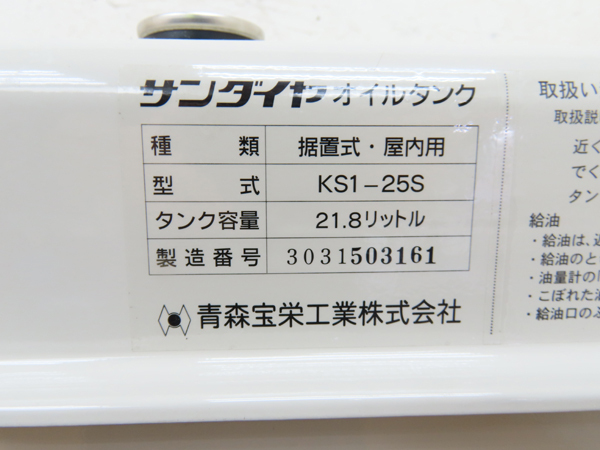 サンダイヤ オイルタンク
種類 据置式・屋内用
型式 KS1-25S
タンク容量 21.8リットル
製造番号 3031503161
青森宝栄工業株式会社
取扱い
取扱説
近く
でく
タン
給油
・給油は、
・給油のと
・油量計の
・こぼれた
・給油口のふ